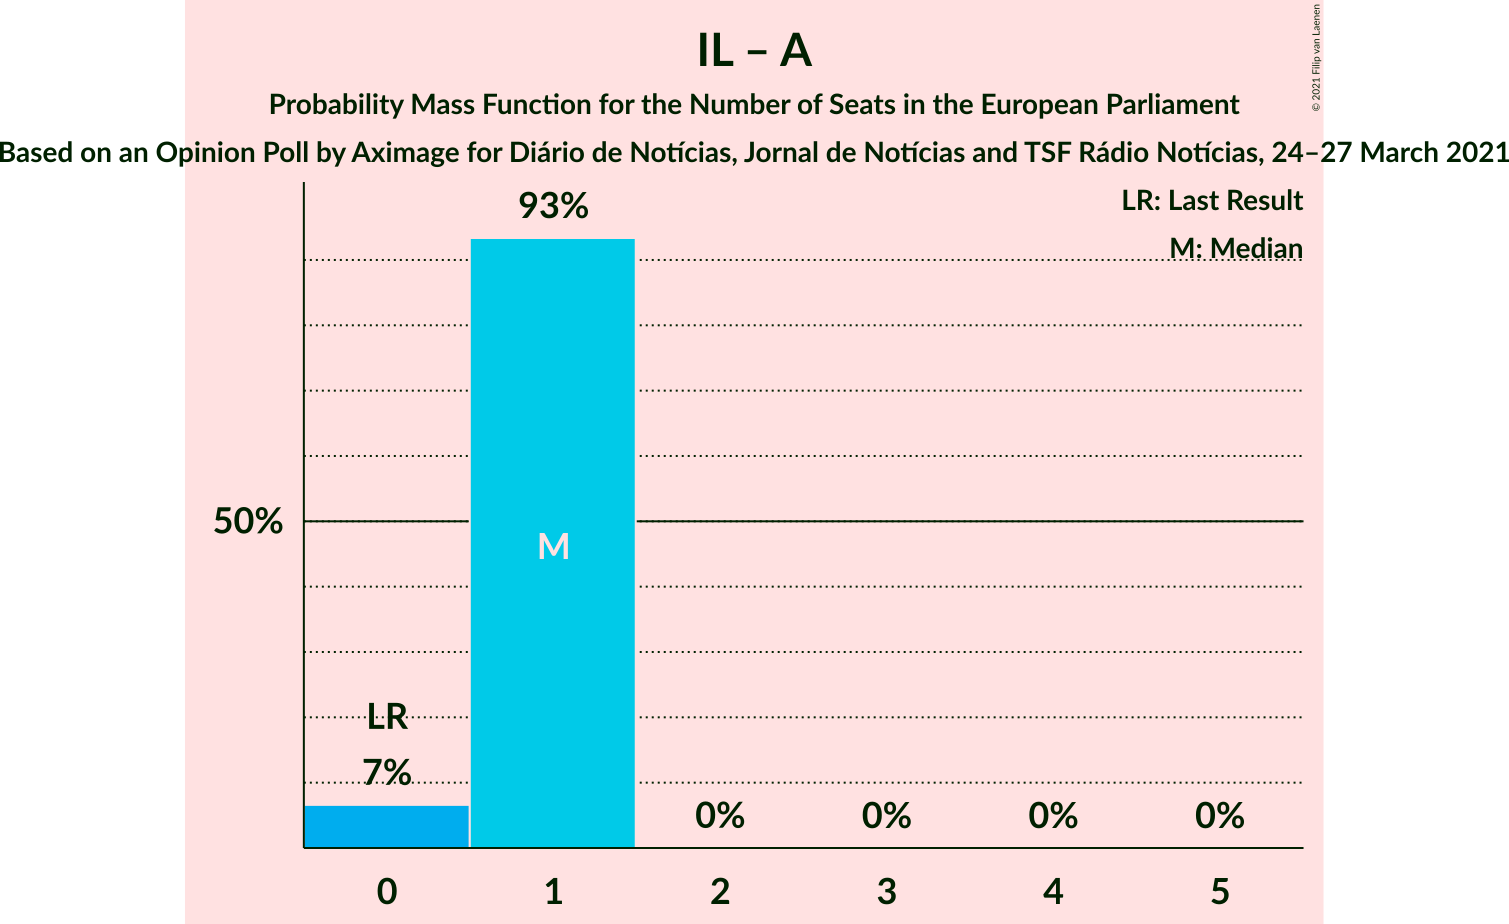 IL – A
Probability Mass Function for the Number of Seats in the European Parliament
Based on an Opinion Poll by Aximage for Diário de Notícias, Jornal de Notícias and TSF Rádio Notícias, 24–27 March 2021
© 2021 Filip van Laenen
LR: Last Result
M: Median
93%
50%
M
LR
7%
0% 0% 0% 0%
0 1 2 3 4 5